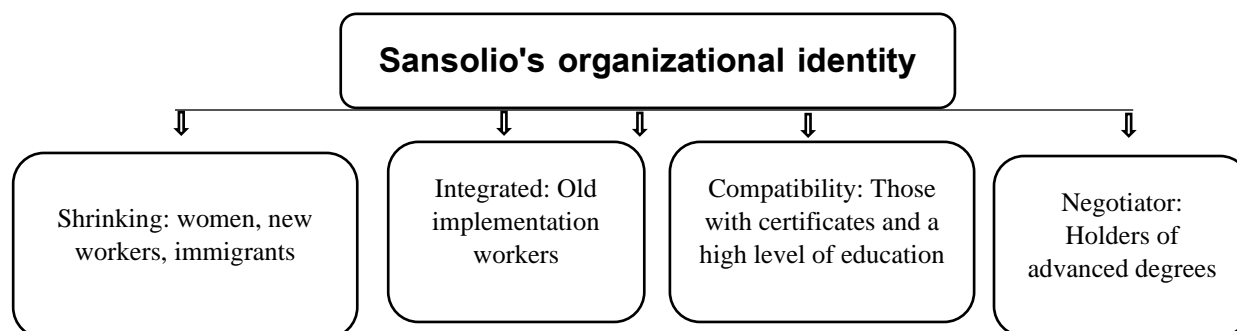 Sansolio's organizational identity
Shrinking: women, new
workers, immigrants
Integrated: Old
implementation
workers
Compatibility: Those
with certificates and a
high level of education
Negotiator:
Holders of
advanced degrees